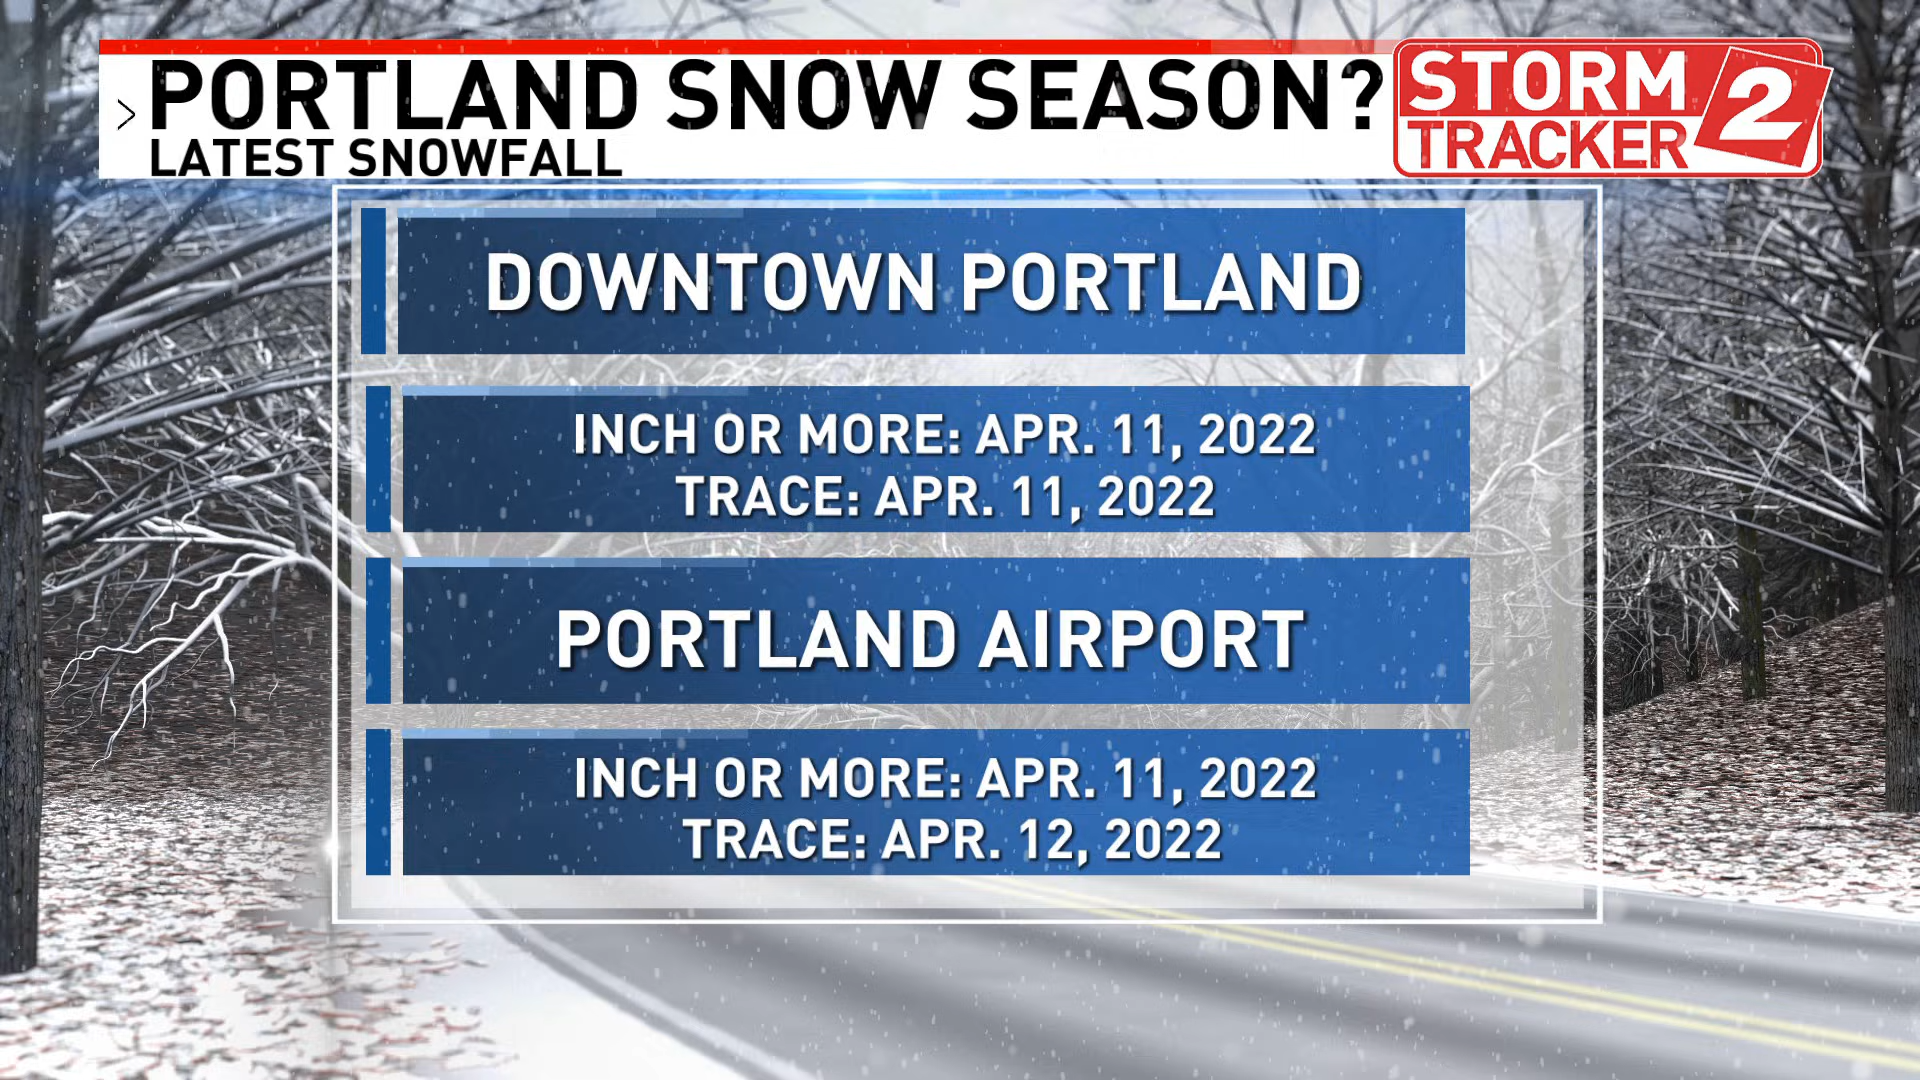 > PORTLAND SNOW SEASON?
LATEST SNOWFALL
STORM
TRACKER 2
DOWNTOWN PORTLAND
INCH OR MORE: APR. 11, 2022
TRACE: APR. 11, 2022
PORTLAND AIRPORT
INCH OR MORE: APR. 11, 2022
TRACE: APR. 12, 2022